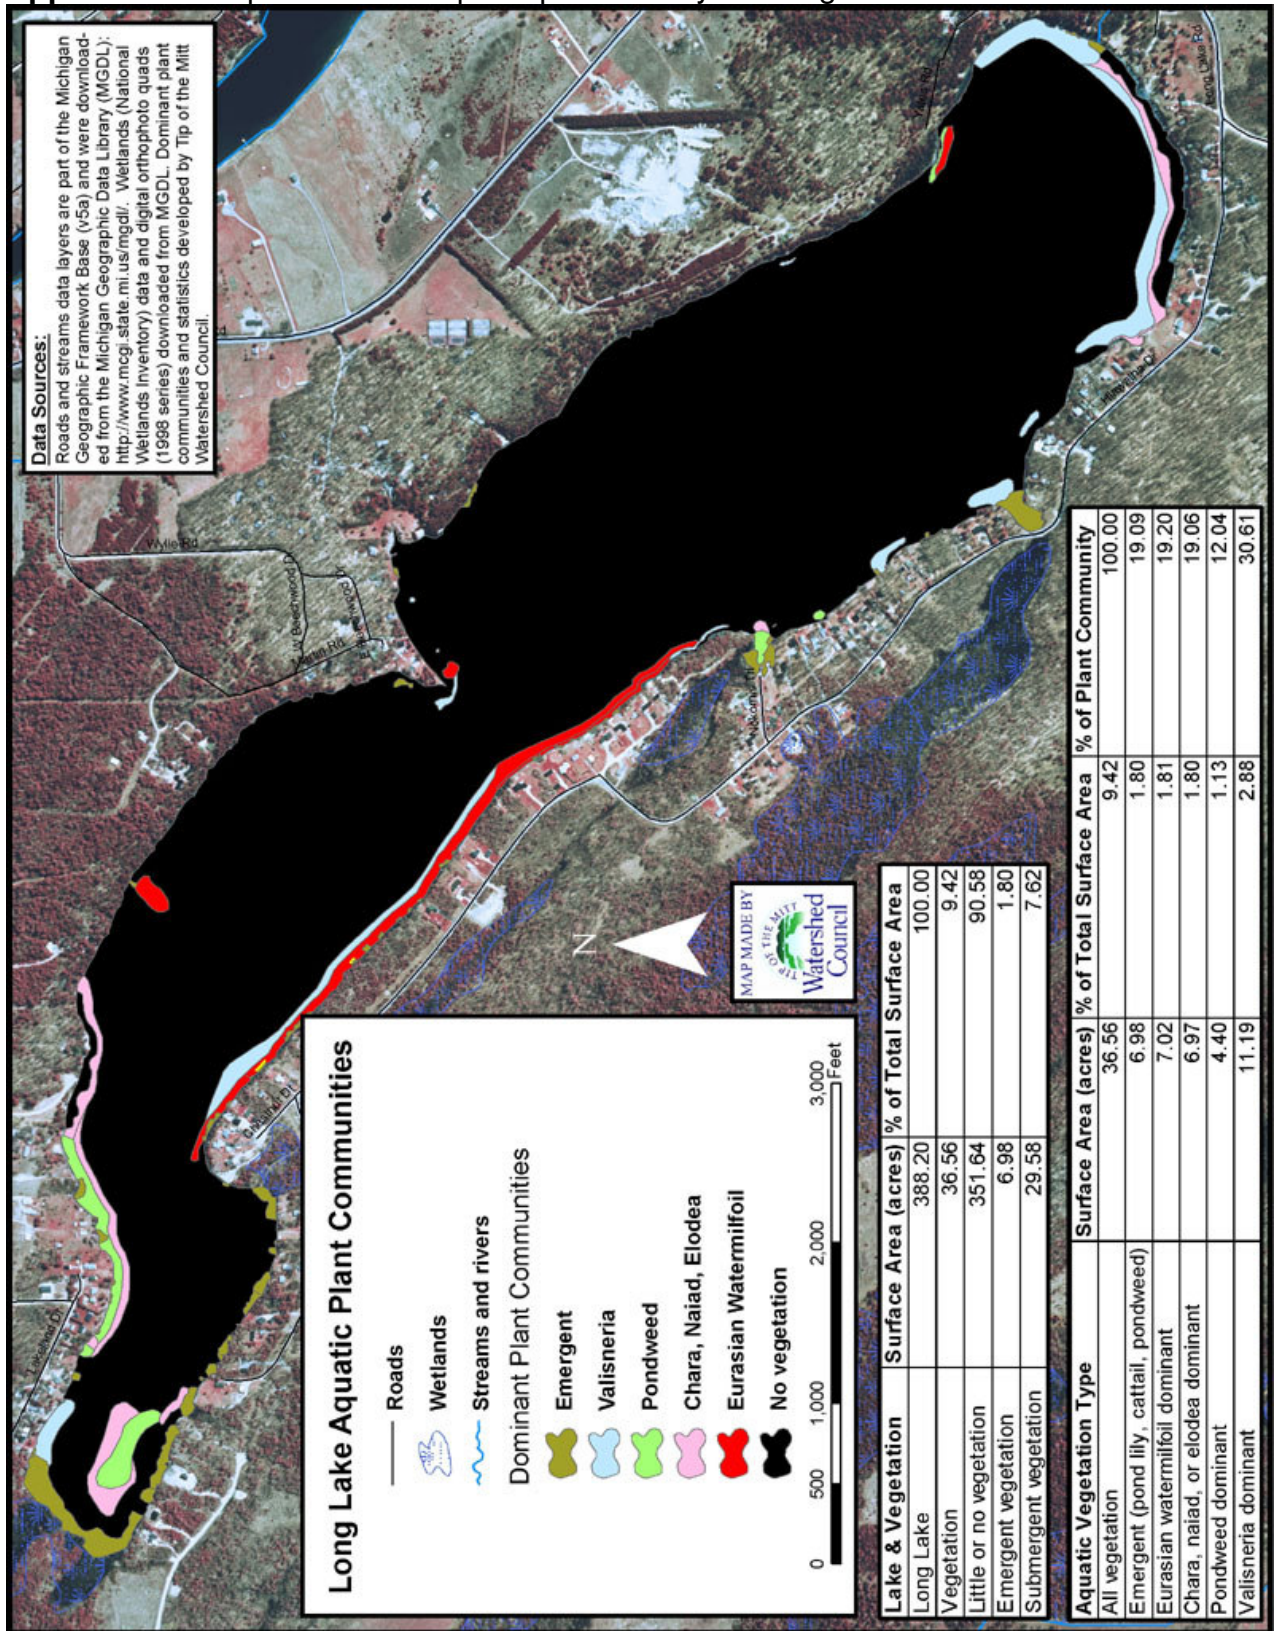 Data Sources:
Roads and streams data layers are part of the Michigan
Geographic Framework Base (v5a) and were download-
ed from the Michigan Geographic Data Library (MGDL):
http://www.mcgi.state.mi.us/mgdl/. Wetlands (National
Wetlands Inventory) data and digital orthophoto quads
(1998 series) downloaded from MGDL. Dominant plant
communities and statistics developed by Tip of the Mitt
Watershed Council.
Wylie Rd
W Beechwood Dr
Martin Rd
Long Lake Rd
Lakeland Dr
N
MAP MADE BY
TIP OF THE MITT
Watershed
Council
Long Lake Aquatic Plant Communities
Roads
Wetlands
Streams and rivers
Dominant Plant Communities
Emergent
Valisneria
Pondweed
Chara, Naiad, Elodea
Eurasian Watermilfoil
No vegetation
0 500 1,000 2,000 3,000
Feet
Lake & Vegetation Surface Area (acres) % of Total Surface Area
Long Lake 388.20 100.00
Vegetation 36.56 9.42
Little or no vegetation 351.64 90.58
Emergent vegetation 6.98 1.80
Submergent vegetation 29.58 7.62
Aquatic Vegetation Type Surface Area (acres) % of Total Surface Area % of Plant Community
All vegetation 36.56 9.42 100.00
Emergent (pond lily, cattail, pondweed) 6.98 1.80 19.09
Eurasian watermilfoil dominant 7.02 1.81 19.20
Chara, naiad, or elodea dominant 6.97 1.80 19.06
Pondweed dominant 4.40 1.13 12.04
Valisneria dominant 11.19 2.88 30.61